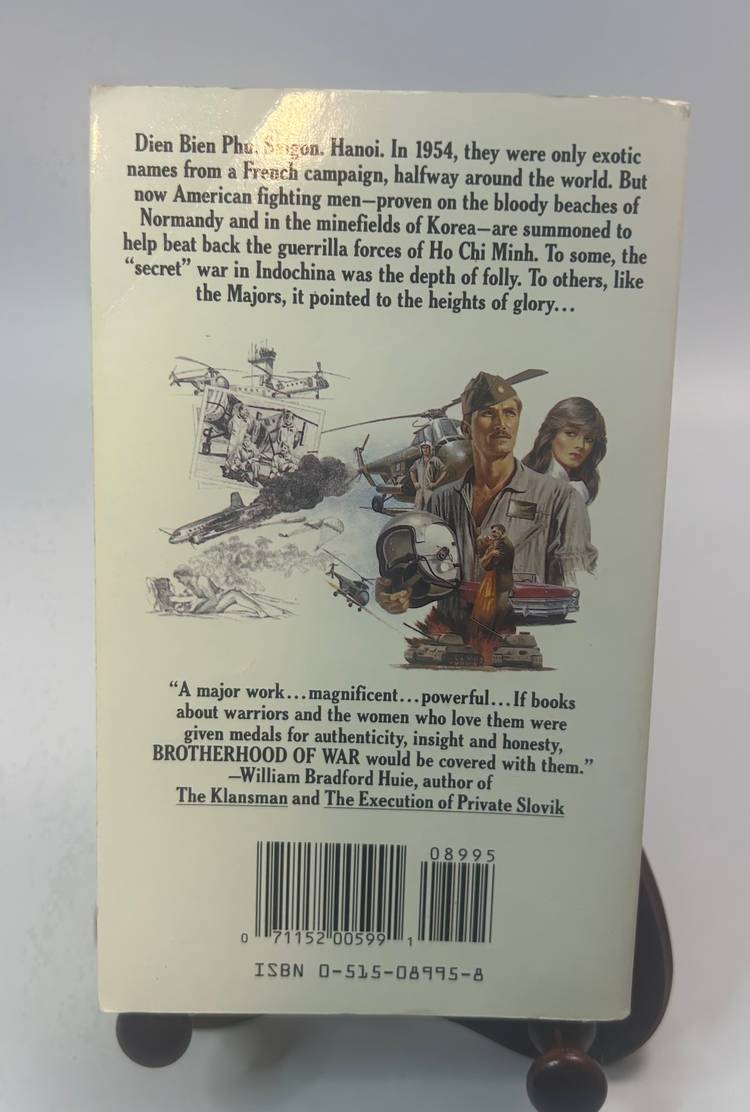 Dien Bien Phu. Saigon. Hanoi. In 1954, they were only exotic
names from a French campaign, halfway around the world. But
now American fighting men—proven on the bloody beaches of
Normandy and in the minefields of Korea—are summoned to
help beat back the guerrilla forces of Ho Chi Minh. To some, the
“secret” war in Indochina was the depth of folly. To others, like
the Majors, it pointed to the heights of glory...
“A major work...magnificent...powerful...If books
about warriors and the women who love them were
given medals for authenticity, insight and honesty,
BROTHERHOOD OF WAR would be covered with them.”
—William Bradford Huie, author of
The Klansman and The Execution of Private Slovik
08995
0 71152 00599 1
ISBN 0-515-08995-8